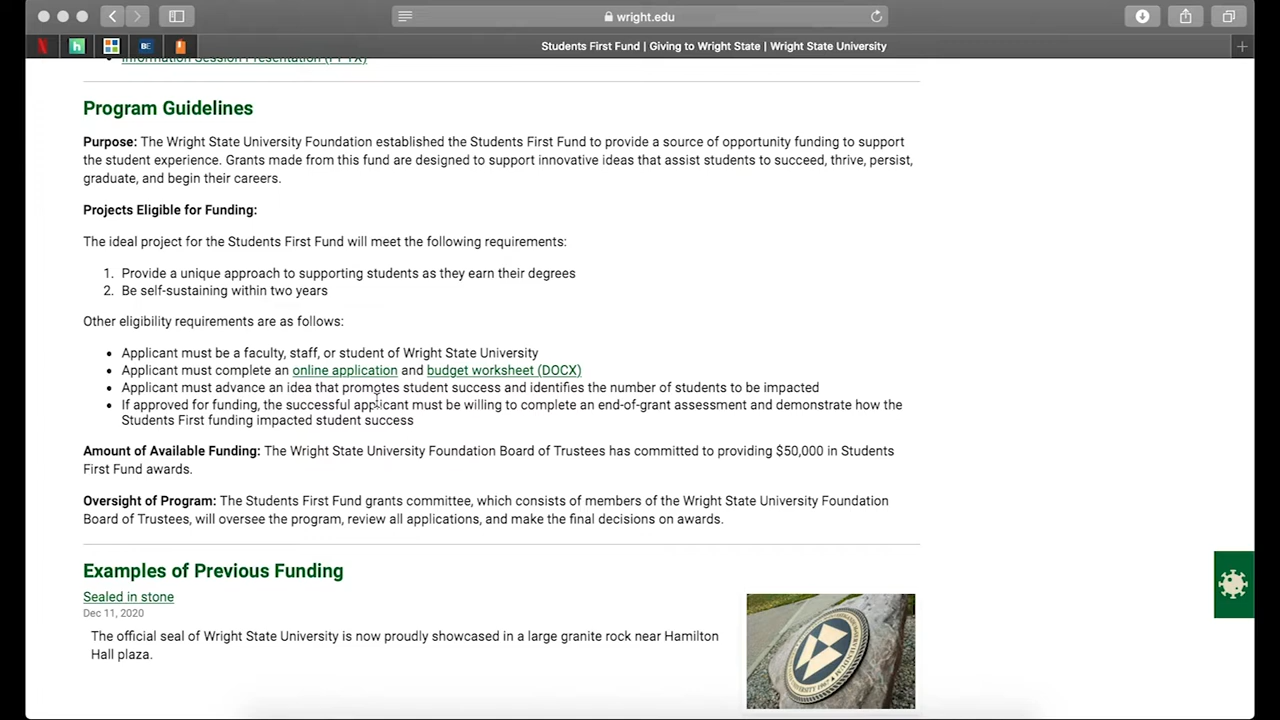 wright.edu
BE
Students First Fund | Giving to Wright State | Wright State University
Information Session Presentation (PPTX)
Program Guidelines
Purpose: The Wright State University Foundation established the Students First Fund to provide a source of opportunity funding to support
the student experience. Grants made from this fund are designed to support innovative ideas that assist students to succeed, thrive, persist,
graduate, and begin their careers.
Projects Eligible for Funding:
The ideal project for the Students First Fund will meet the following requirements:
1. Provide a unique approach to supporting students as they earn their degrees
2. Be self-sustaining within two years
Other eligibility requirements are as follows:
• Applicant must be a faculty, staff, or student of Wright State University
• Applicant must complete an online application and budget worksheet (DOCX)
• Applicant must advance an idea that promotes student success and identifies the number of students to be impacted
• If approved for funding, the successful applicant must be willing to complete an end-of-grant assessment and demonstrate how the
Students First funding impacted student success
Amount of Available Funding: The Wright State University Foundation Board of Trustees has committed to providing $50,000 in Students
First Fund awards.
Oversight of Program: The Students First Fund grants committee, which consists of members of the Wright State University Foundation
Board of Trustees, will oversee the program, review all applications, and make the final decisions on awards.
Examples of Previous Funding
Sealed in stone
Dec 11, 2020
The official seal of Wright State University is now proudly showcased in a large granite rock near Hamilton
Hall plaza.